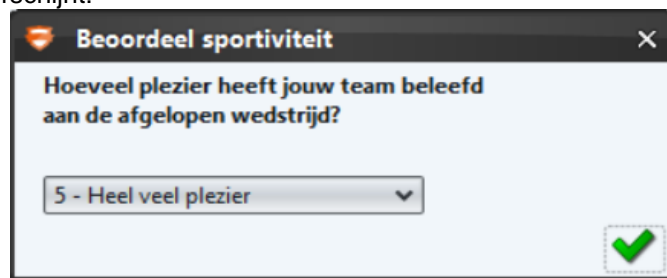 Beoordeel sportiviteit
Hoeveel plezier heeft jouw team beleefd
aan de afgelopen wedstrijd?
5 - Heel veel plezier